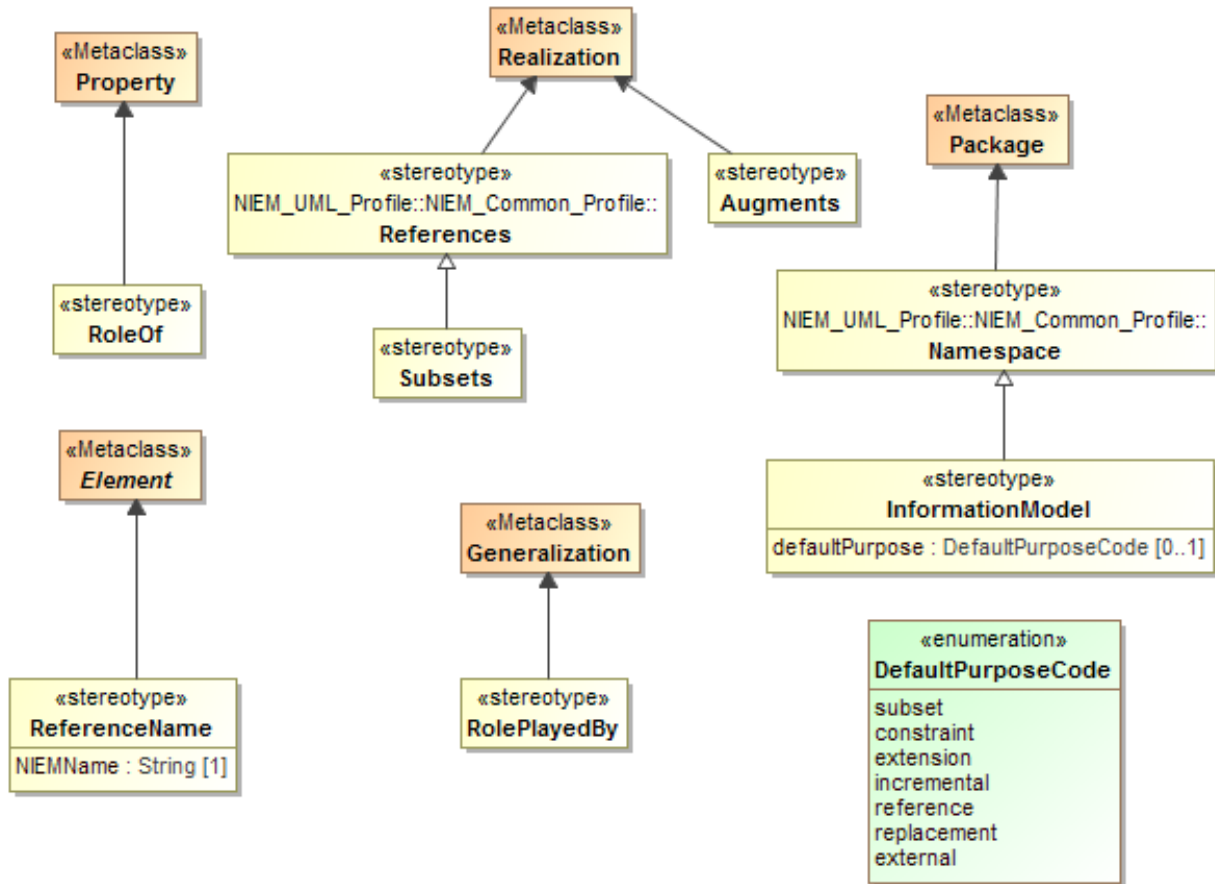 «Metaclass»
Property
«Metaclass»
Realization
«Metaclass»
Package
«stereotype»
NIEM_UML_Profile::NIEM_Common_Profile::
References
«stereotype»
Augments
«stereotype»
RoleOf
«stereotype»
Subsets
«stereotype»
NIEM_UML_Profile::NIEM_Common_Profile::
Namespace
«Metaclass»
Element
«Metaclass»
Generalization
«stereotype»
InformationModel
defaultPurpose : DefaultPurposeCode [0..1]
«stereotype»
ReferenceName
NIEMName : String [1]
«stereotype»
RolePlayedBy
«enumeration»
DefaultPurposeCode
subset
constraint
extension
incremental
reference
replacement
external